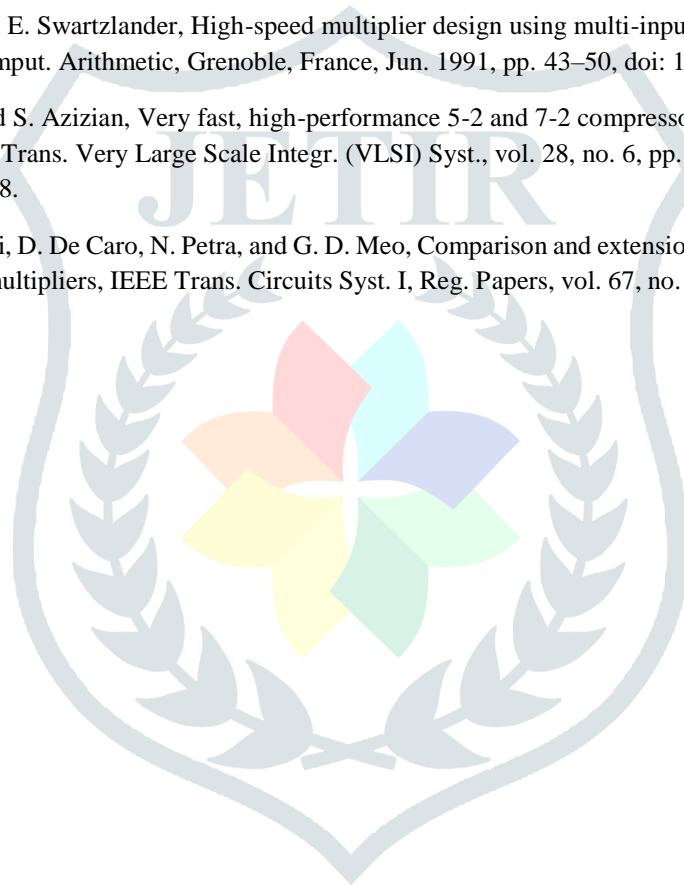 E. Swartzlander, High-speed multiplier design using multi-inpu
mput. Arithmetic, Grenoble, France, Jun. 1991, pp. 43–50, doi: 1
d S. Azizian, Very fast, high-performance 5-2 and 7-2 compresso
Trans. Very Large Scale Integr. (VLSI) Syst., vol. 28, no. 6, pp.
8.
JETIR
i, D. De Caro, N. Petra, and G. D. Meo, Comparison and extensio
multipliers, IEEE Trans. Circuits Syst. I, Reg. Papers, vol. 67, no.